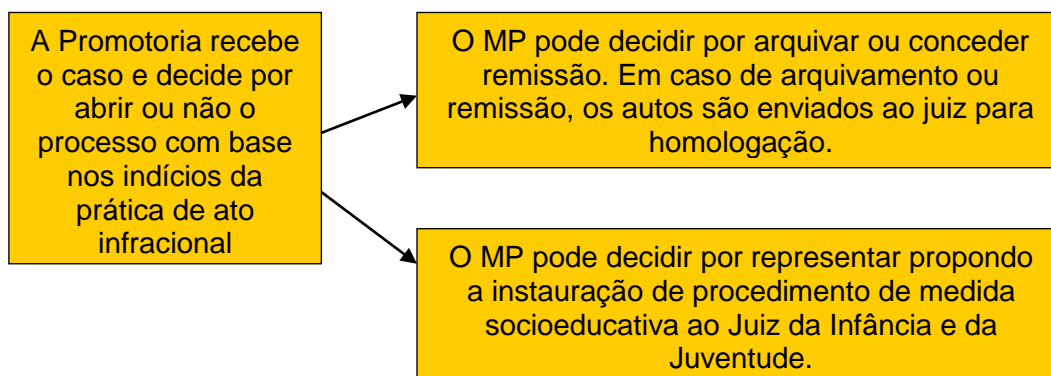 A Promotoria recebe
o caso e decide por
abrir ou não o
processo com base
nos indícios da
prática de ato
infracional
O MP pode decidir por arquivar ou conceder
remissão. Em caso de arquivamento ou
remissão, os autos são enviados ao juiz para
homologação.
O MP pode decidir por representar propondo
a instauração de procedimento de medida
socioeducativa ao Juiz da Infância e da
Juventude.